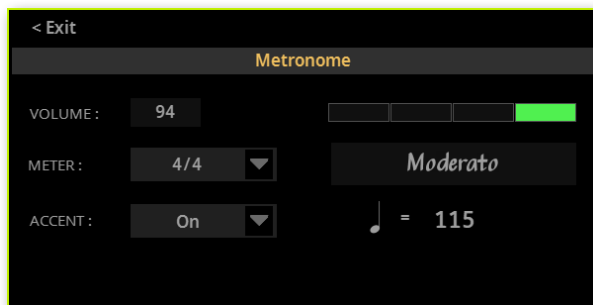 < Exit
Metronome
VOLUME : 94
METER : 4/4 Moderato
ACCENT : On = 115